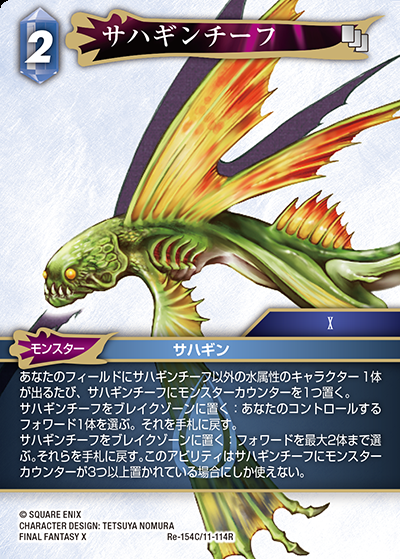 2
サハギンチーフ
X
モンスター
サハギン
あなたのフィールドにサハギンチーフ以外の水属性のキャラクター 1体
が出るたび、サハギンチーフにモンスターカウンターを1つ置く。
サハギンチーフをブレイクゾーンに置く：あなたのコントロールする
フォワード1体を選ぶ。それを手札に戻す。
サハギンチーフをブレイクゾーンに置く：フォワードを最大2体まで選
ぶ。それらを手札に戻す。このアビリティはサハギンチーフにモンスター
カウンターが3つ以上置かれている場合にしか使えない。
© SQUARE ENIX
CHARACTER DESIGN: TETSUYA NOMURA
FINAL FANTASY X
Re-154C/11-114R